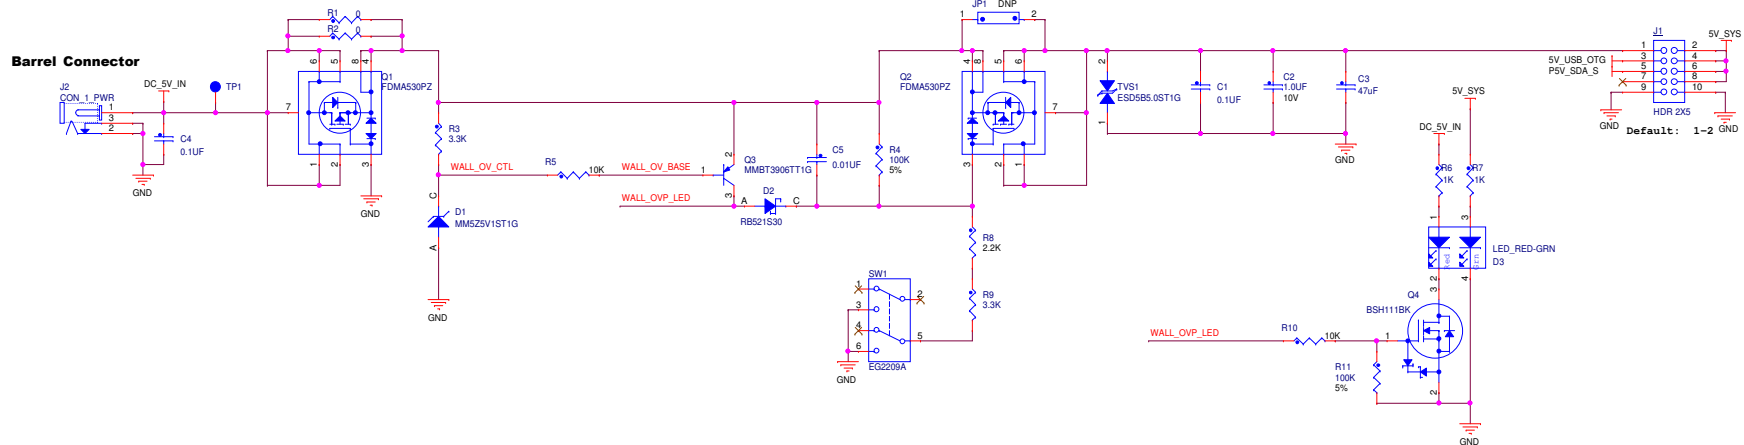 Barrel Connector
J2
CON_1_PWR
1
3
2
DC_5V_IN
TP1
C4
0.1UF
GND
R1 0
R2 0
6 5 8 4
7
1 2 3
Q1
FDMA530PZ
GND
R3
3.3K
WALL_OV_CTL
C
D1
MM5Z5V1ST1G
A
GND
R5
10K
WALL_OV_BASE
1
2
3
Q3
MMBT3906TT1G
WALL_OVP_LED
A
D2
C
RB521S30
C5
0.01UF
R4
100K
5%
JP1 DNP
1 2
Q2
FDMA530PZ
4 8 5 6
7
3 2 1
R8
2.2K
R9
3.3K
SW1
1
2
3
4
5
6
EG2209A
GND
2
TVS1
ESD5B5.0ST1G
1
C1
0.1UF
C2
1.0UF
10V
C3
47uF
GND
J1
5V_SYS
1 2
3 4
5 6
7 8
9 10
5V_USB_OTG
P5V_SDA_S
HDR 2X5
GND
GND
Default: 1-2
5V_SYS
DC_5V_IN
R6
1K
R7
1K
1
3
Red
Grn
LED_RED-GRN
D3
2
4
3
Q4
BSH111BK
WALL_OVP_LED
R10
10K
1
R11
100K
5%
2
GND